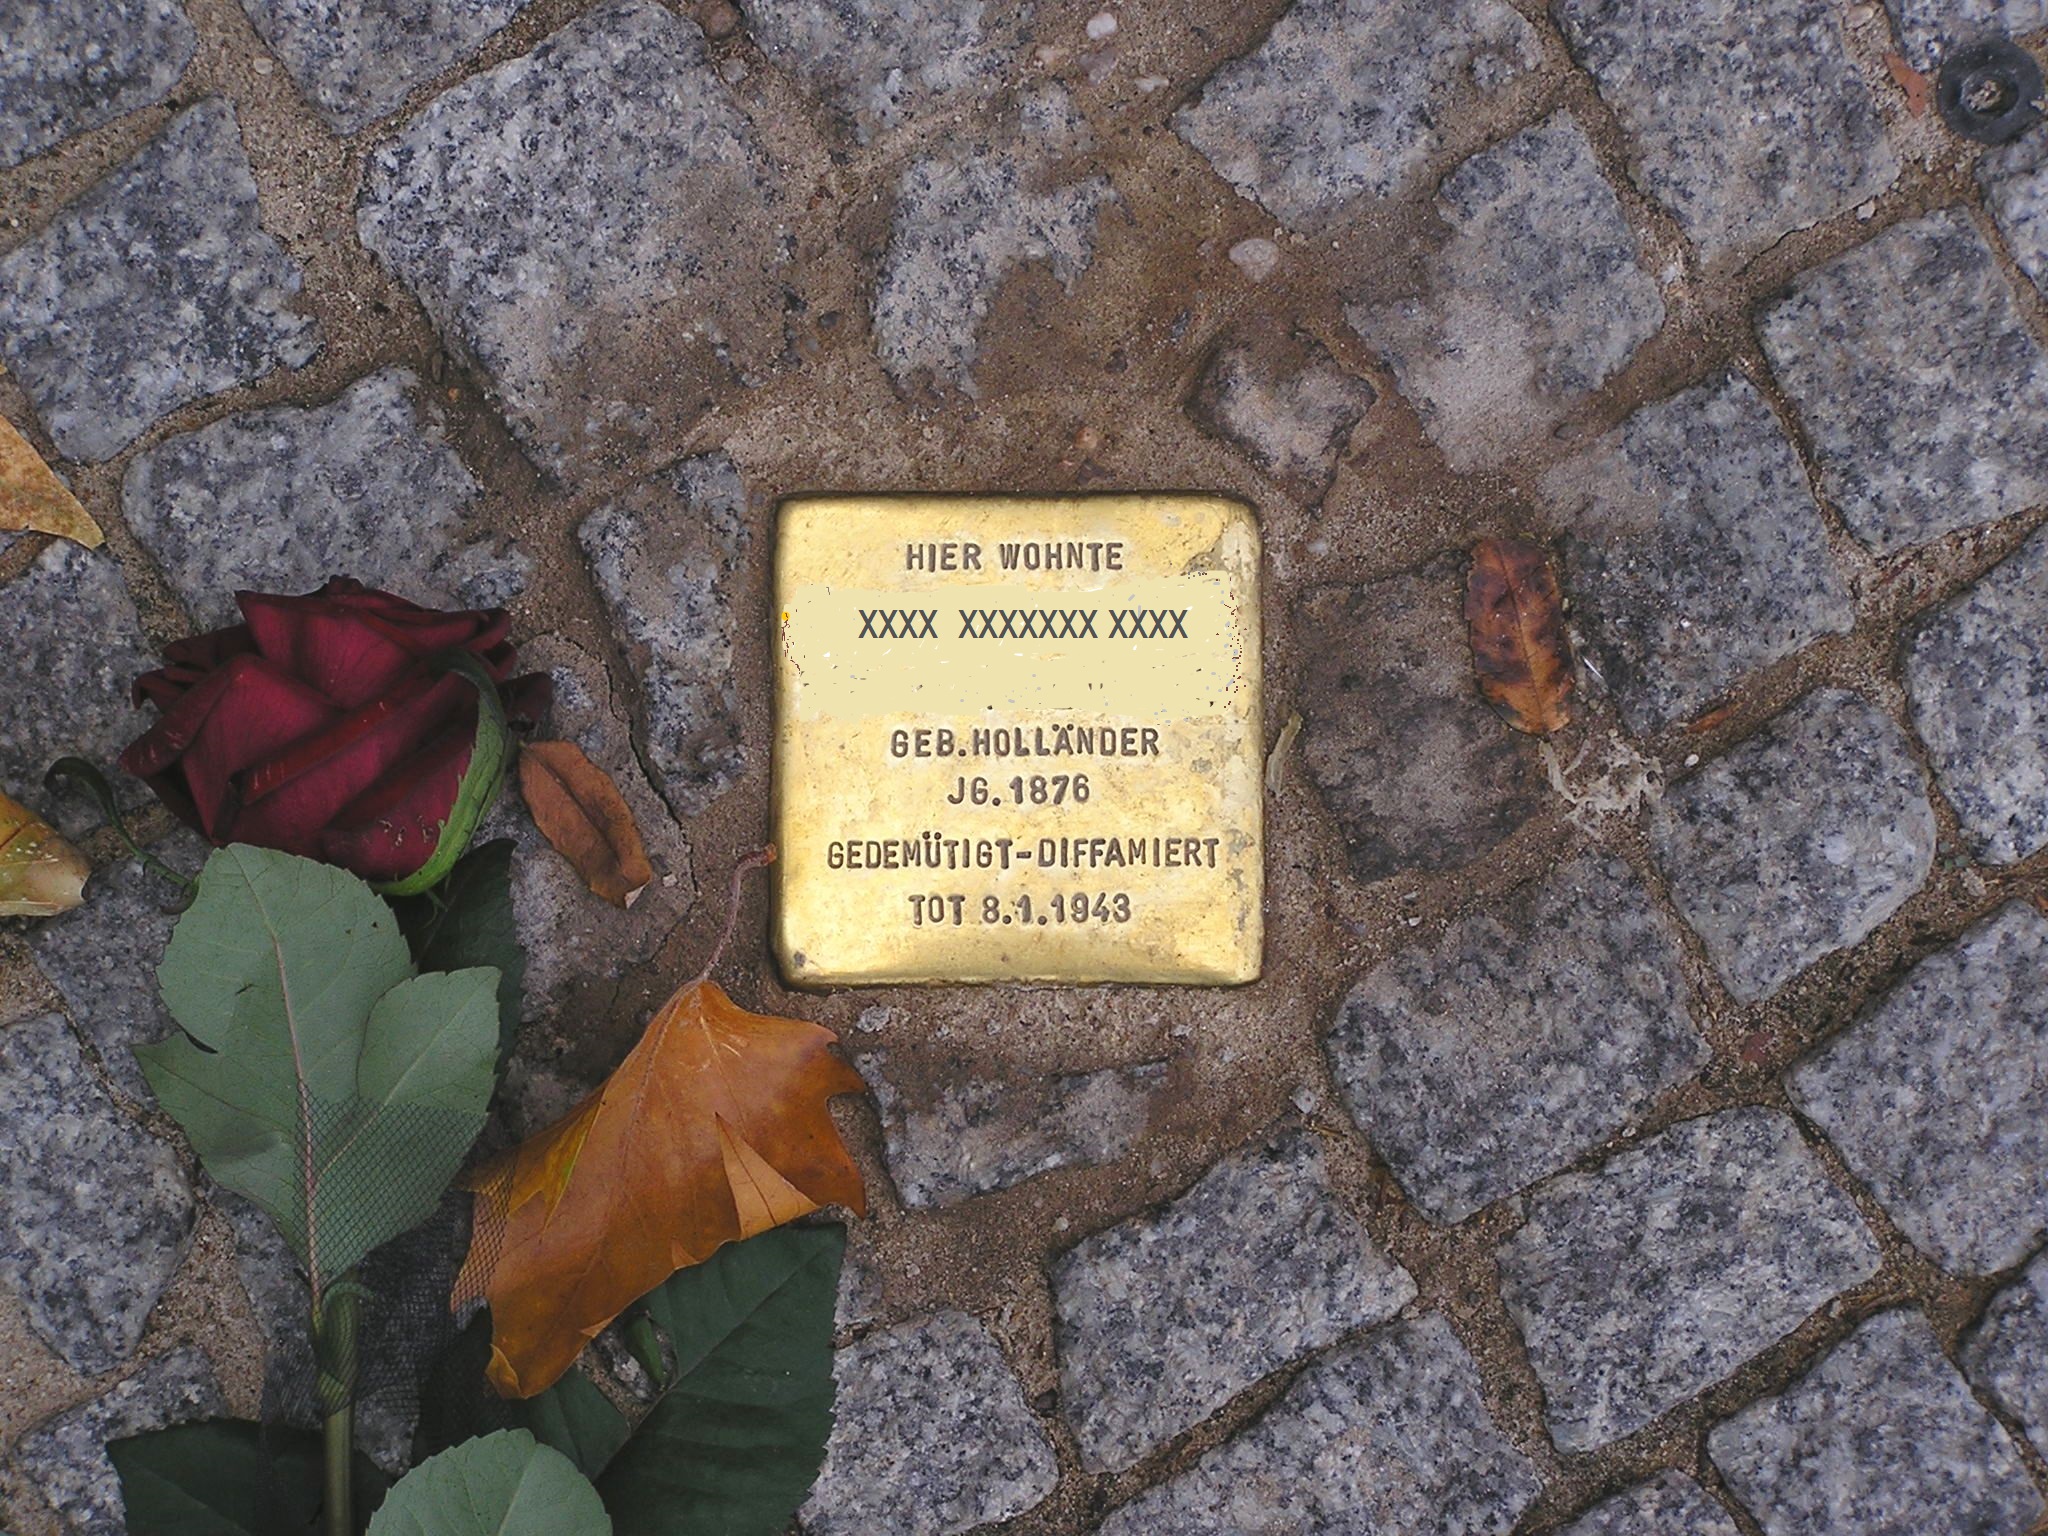 HIER WOHNTE
XXXX XXXXXXX XXXX
GEB.HOLLÄNDER
JG.1876
GEDEMÜTIGT-DIFFAMIERT
TOT 8.1.1943